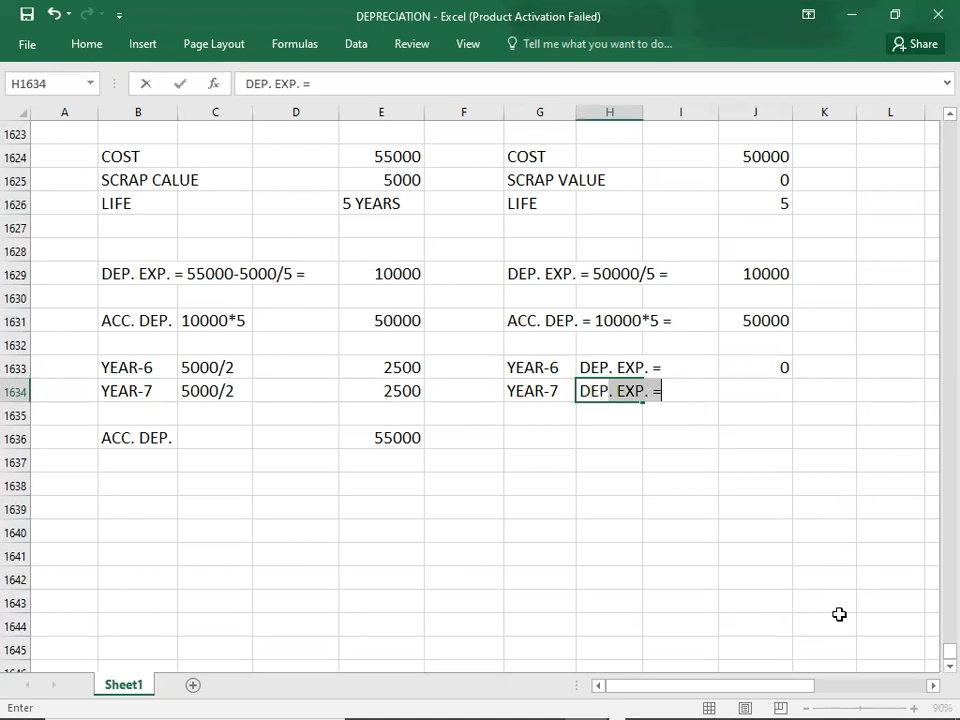 DEPRECIATION - Excel (Product Activation Failed)
File Home Insert Page Layout Formulas Data Review View Tell me what you want to do... Share
H1634 fx DEP. EXP. =
A B C D E F G H I J K L
1623
1624 COST 55000 COST 50000
1625 SCRAP CALUE 5000 SCRAP VALUE 0
1626 LIFE 5 YEARS LIFE 5
1627
1628
1629 DEP. EXP. = 55000-5000/5 = 10000 DEP. EXP. = 50000/5 = 10000
1630
1631 ACC. DEP. 10000*5 50000 ACC. DEP. = 10000*5 = 50000
1632
1633 YEAR-6 5000/2 2500 YEAR-6 DEP. EXP. = 0
1634 YEAR-7 5000/2 2500 YEAR-7 DEP. EXP. =
1635
1636 ACC. DEP. 55000
1637
1638
1639
1640
1641
1642
1643
1644
1645
Sheet1
Enter 90%